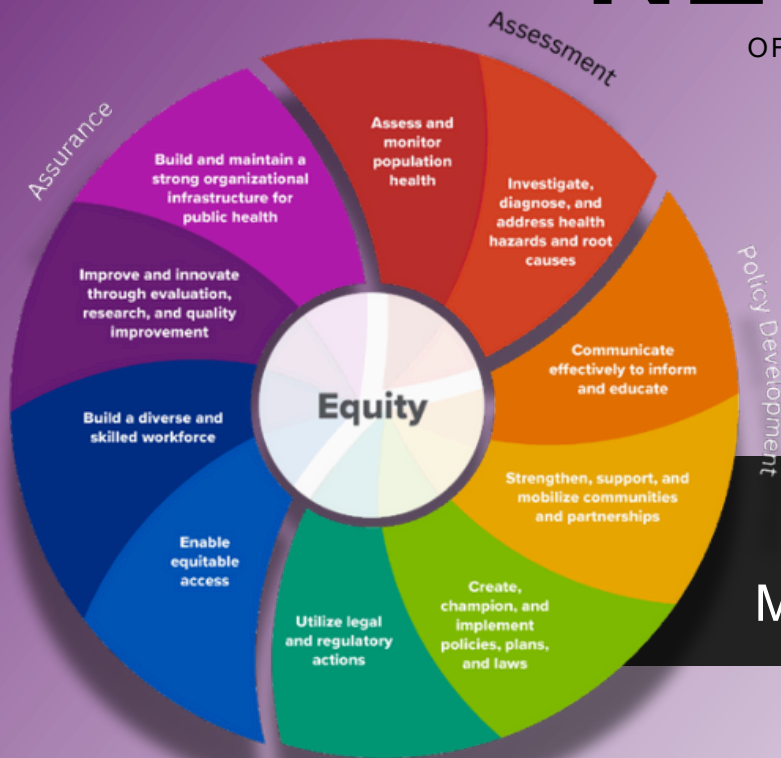 Assessment
OF
Assurance
Assess and
monitor
population
health
Investigate,
diagnose, and
address health
hazards and root
causes
Policy Development
Communicate
effectively to inform
and educate
Strengthen, support, and
mobilize communities
and partnerships
Create,
champion, and
implement
policies, plans,
and laws
Utilize legal
and regulatory
actions
Enable
equitable
access
Build a diverse and
skilled workforce
Improve and innovate
through evaluation,
research, and quality
improvement
Build and maintain a
strong organizational
infrastructure for
public health
Equity
M